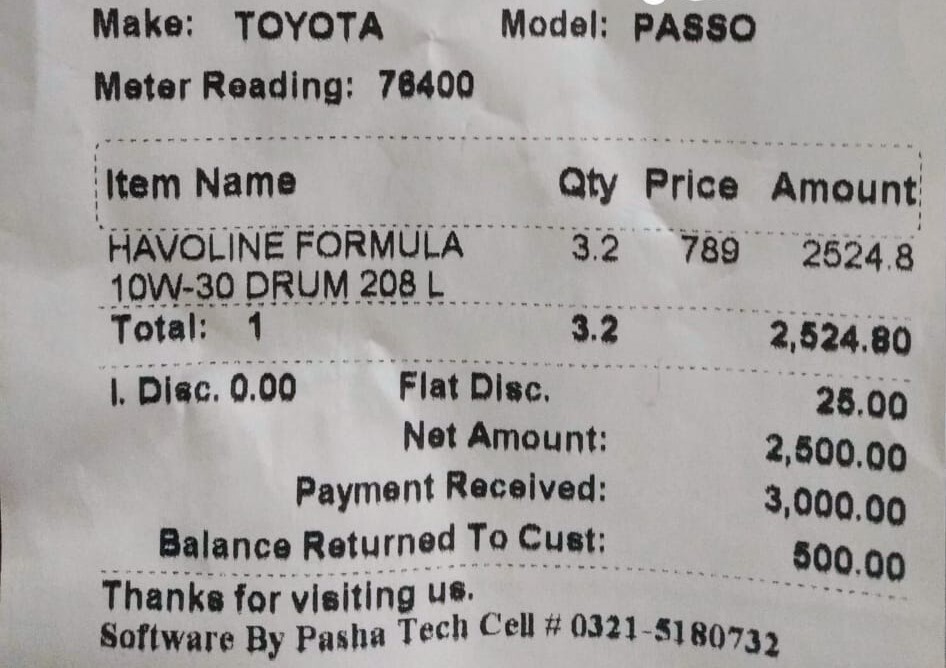 Make: TOYOTA Model: PASSO
Meter Reading: 76400
Item Name Qty Price Amount
HAVOLINE FORMULA 3.2 789 2524.8
10W-30 DRUM 208 L
Total: 1 3.2 2,524.80
I. Disc. 0.00 Flat Disc. 25.00
Net Amount: 2,500.00
Payment Received: 3,000.00
Balance Returned To Cust: 500.00
Thanks for visiting us.
Software By Pasha Tech Cell # 0321-5180732